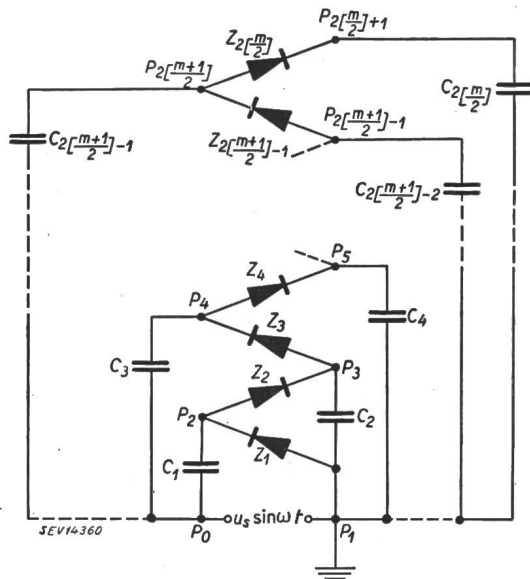 P₂[m/2]+1
Z₂[m/2]
P₂[m+1/2]
C₂[m/2]
P₂[m+1/2]-1
C₂[m+1/2]-1
Z₂[m+1/2]-1
C₂[m+1/2]-2
P₅
Z₄
P₄
C₄
Z₃
C₃
P₃
Z₂
P₂
C₂
Z₁
C₁
SEV14360
P₀
uₛ sinωt
P₁